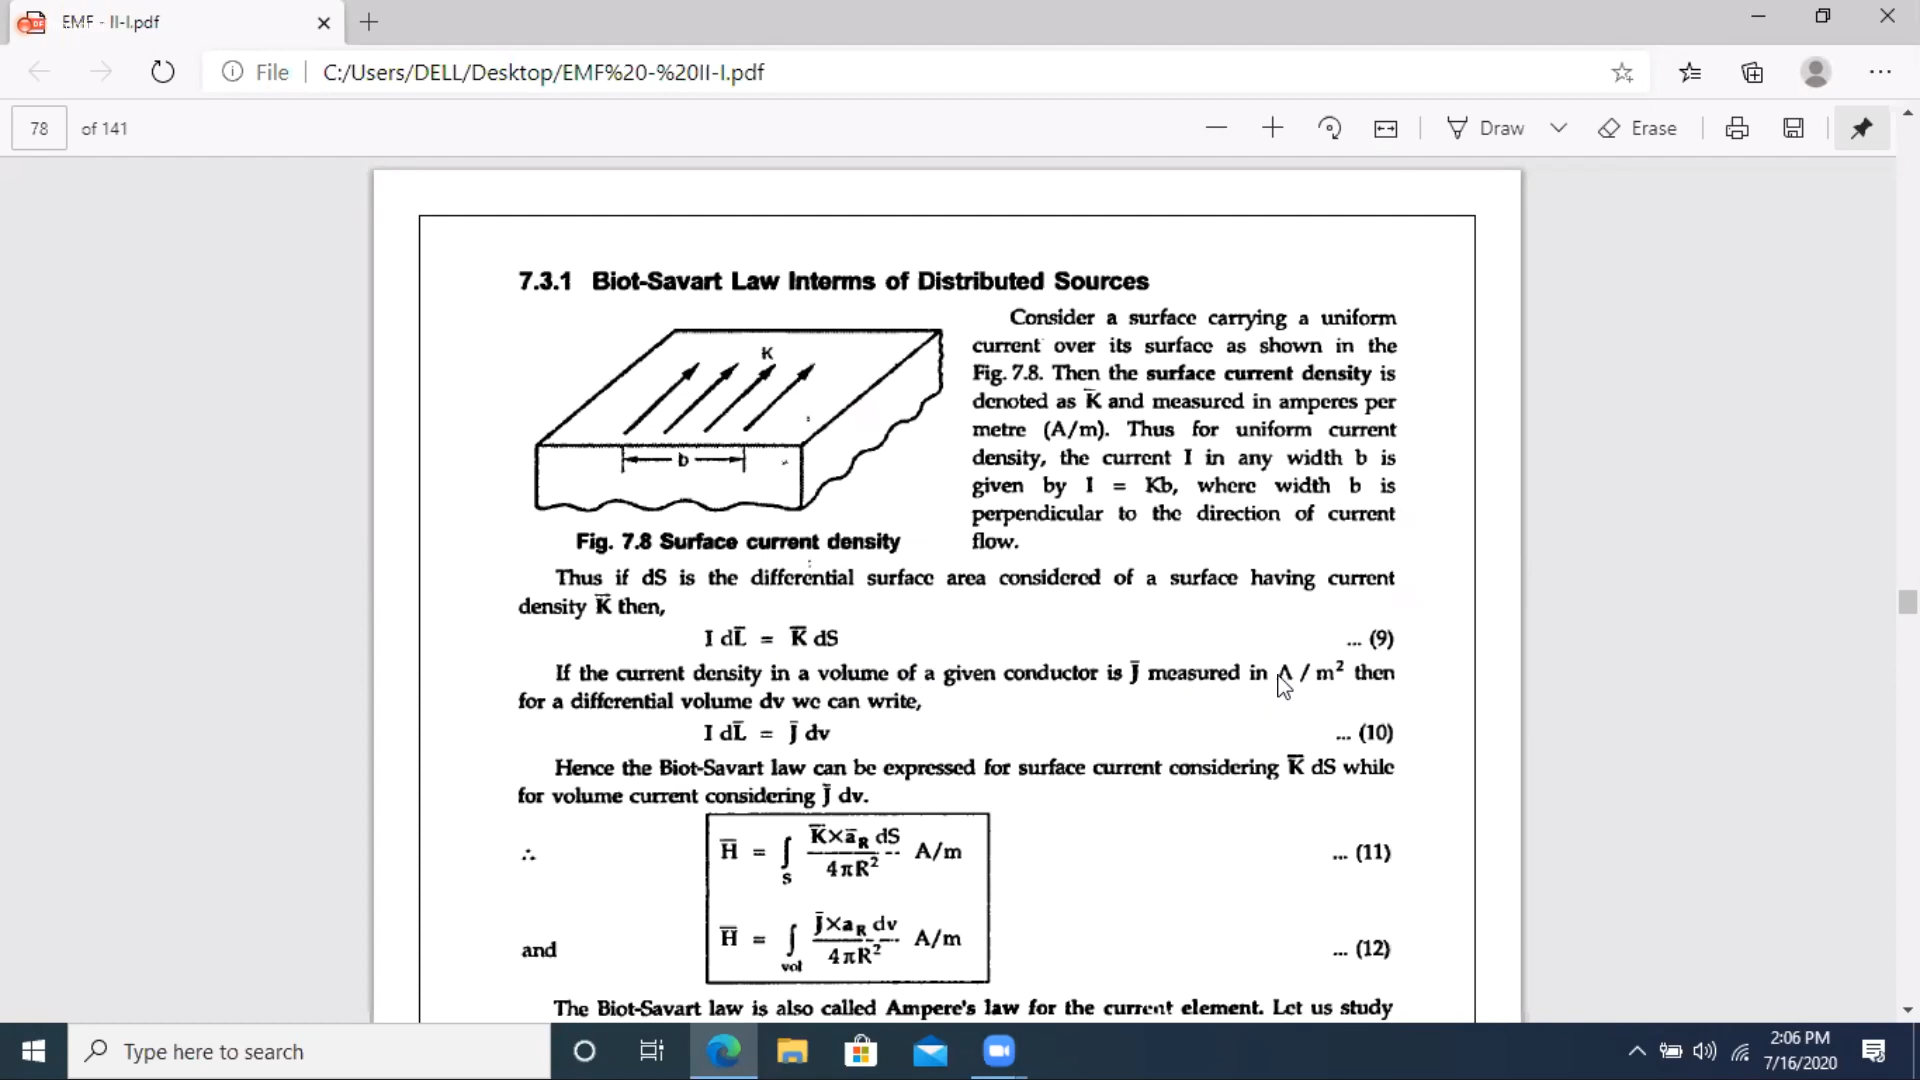 EMF - II-I.pdf
File
C:/Users/DELL/Desktop/EMF%20-%20II-I.pdf
78 of 141
Draw
Erase
7.3.1 Biot-Savart Law Interms of Distributed Sources
K
b
Fig. 7.8 Surface current density
Consider a surface carrying a uniform
current over its surface as shown in the
Fig. 7.8. Then the surface current density is
denoted as K̅ and measured in amperes per
metre (A/m). Thus for uniform current
density, the current I in any width b is
given by I = Kb, where width b is
perpendicular to the direction of current
flow.
Thus if dS is the differential surface area considered of a surface having current
density K̅ then,
I dL̅ = K̅ dS ... (9)
If the current density in a volume of a given conductor is J̅ measured in A / m² then
for a differential volume dv we can write,
I dL̅ = J̅ dv ... (10)
Hence the Biot-Savart law can be expressed for surface current considering K̅ dS while
for volume current considering J̅ dv.
∴ H̅ = ∫S K̅×a̅R dS / 4πR² A/m ... (11)
and H̅ = ∫vol J̅×aR dv / 4πR² A/m ... (12)
The Biot-Savart law is also called Ampere's law for the current element. Let us study
Type here to search
2:06 PM
7/16/2020